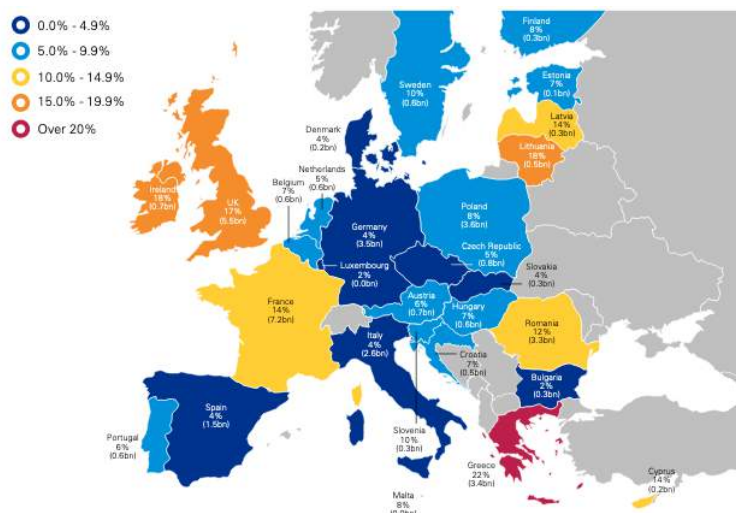 0.0% - 4.9%
5.0% - 9.9%
10.0% - 14.9%
15.0% - 19.9%
Over 20%
Finland
8%
(0.3bn)
Sweden
10%
(0.6bn)
Estonia
7%
(0.1bn)
Latvia
14%
(0.3bn)
Lithuania
18%
(0.5bn)
Denmark
4%
(0.2bn)
Netherlands
5%
(0.6bn)
Belgium
7%
(0.6bn)
Ireland
18%
(0.7bn)
UK
17%
(5.5bn)
Germany
4%
(3.5bn)
Poland
8%
(3.6bn)
Czech Republic
5%
(0.8bn)
Luxembourg
2%
(0.0bn)
Slovakia
4%
(0.3bn)
Austria
6%
(0.7bn)
Hungary
7%
(0.6bn)
France
14%
(7.2bn)
Romania
12%
(3.3bn)
Italy
4%
(2.6bn)
Croatia
7%
(0.5bn)
Bulgaria
2%
(0.3bn)
Spain
4%
(1.5bn)
Portugal
6%
(0.6bn)
Slovenia
10%
(0.3bn)
Greece
22%
(3.4bn)
Cyprus
14%
(0.2bn)
Malta
8%